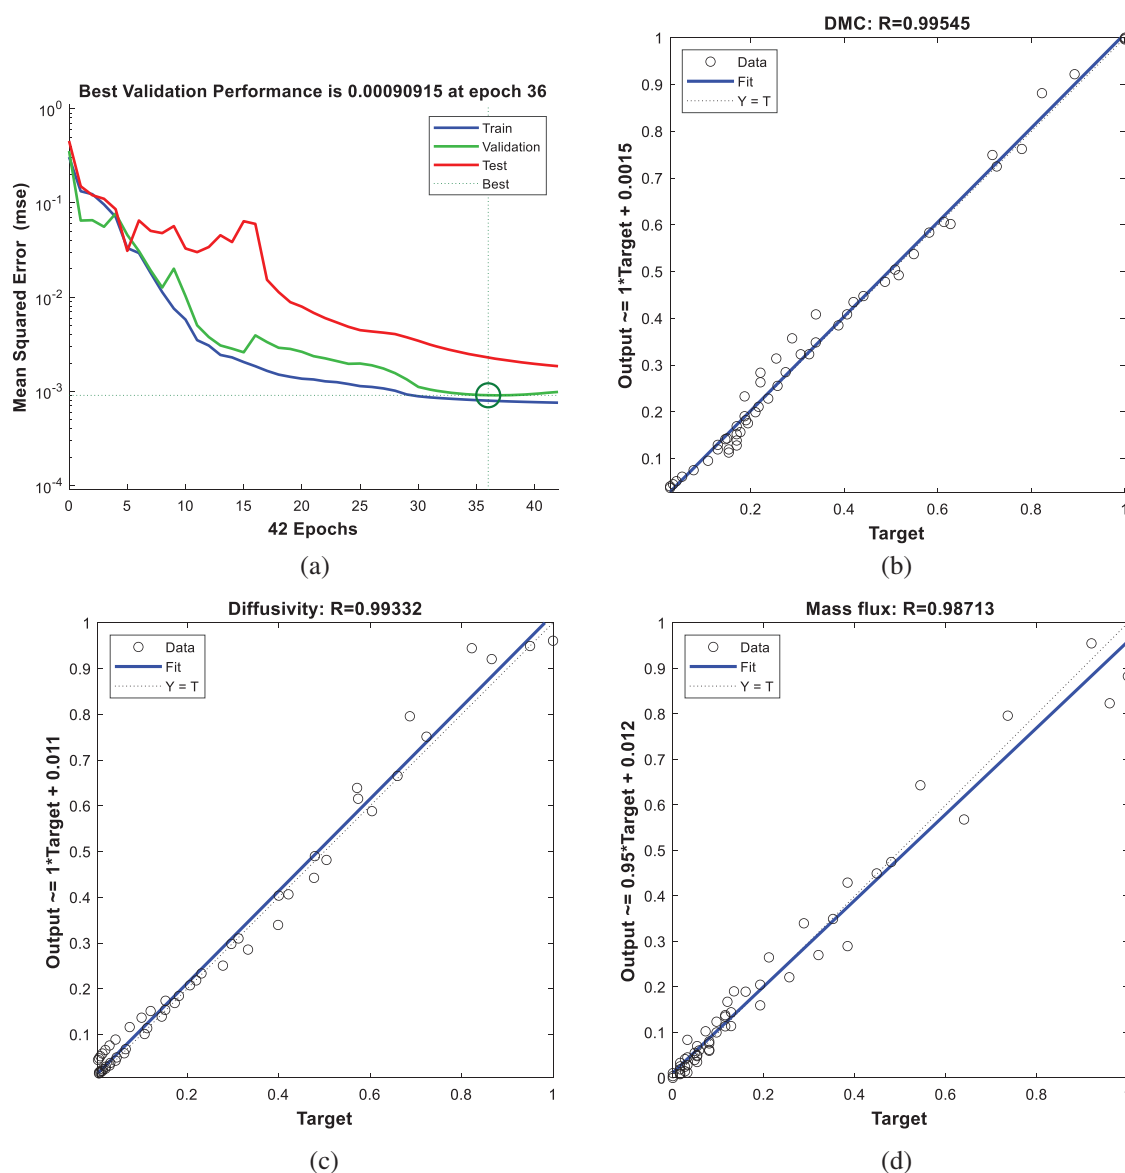 Best Validation Performance is 0.00090915 at epoch 36
10^0
10^-1
10^-2
10^-3
10^-4
Mean Squared Error (mse)
Train
Validation
Test
Best
0 5 10 15 20 25 30 35 40
42 Epochs
(a)
DMC: R=0.99545
1
0.9
0.8
0.7
0.6
0.5
0.4
0.3
0.2
0.1
Output ~= 1*Target + 0.0015
Data
Fit
Y = T
0.2 0.4 0.6 0.8 1
Target
(b)
Diffusivity: R=0.99332
1
0.9
0.8
0.7
0.6
0.5
0.4
0.3
0.2
0.1
Output ~= 1*Target + 0.011
Data
Fit
Y = T
0.2 0.4 0.6 0.8 1
Target
(c)
Mass flux: R=0.98713
1
0.9
0.8
0.7
0.6
0.5
0.4
0.3
0.2
0.1
0
Output ~= 0.95*Target + 0.012
Data
Fit
Y = T
0 0.2 0.4 0.6 0.8 1
Target
(d)